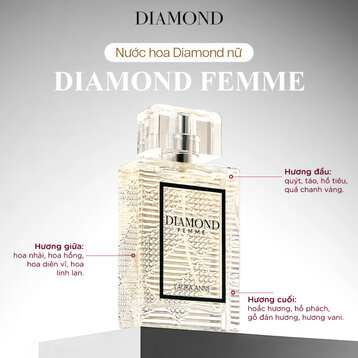 DIAMOND
Nước hoa Diamond nữ
DIAMOND FEMME
Hương đầu:
quýt, táo, hồ tiêu,
quả chanh vàng.
DIAMOND
FEMME
Hương giữa:
hoa nhài, hoa hồng,
hoa diên vĩ, hoa
linh lan.
LAURA ANNE
Hương cuối:
hoắc hương, hổ phách,
gỗ đàn hương, hương vani.